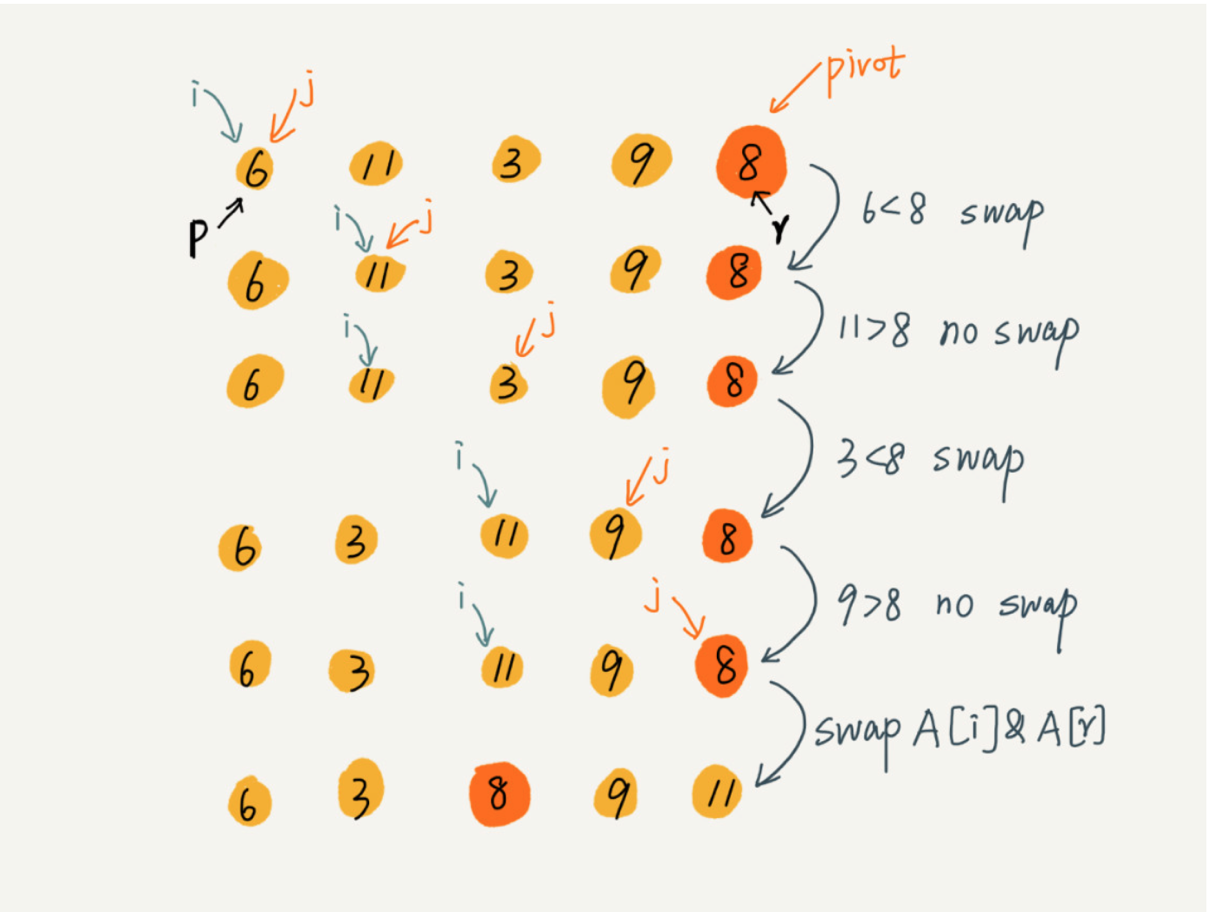 pivot
i j
6 11 3 9 8
p r
6<8 swap
i j
6 11 3 9 8
11>8 no swap
i j
6 11 3 9 8
3<8 swap
i j
6 3 11 9 8
9>8 no swap
i j
6 3 11 9 8
swap A[i]&A[r]
6 3 8 9 11